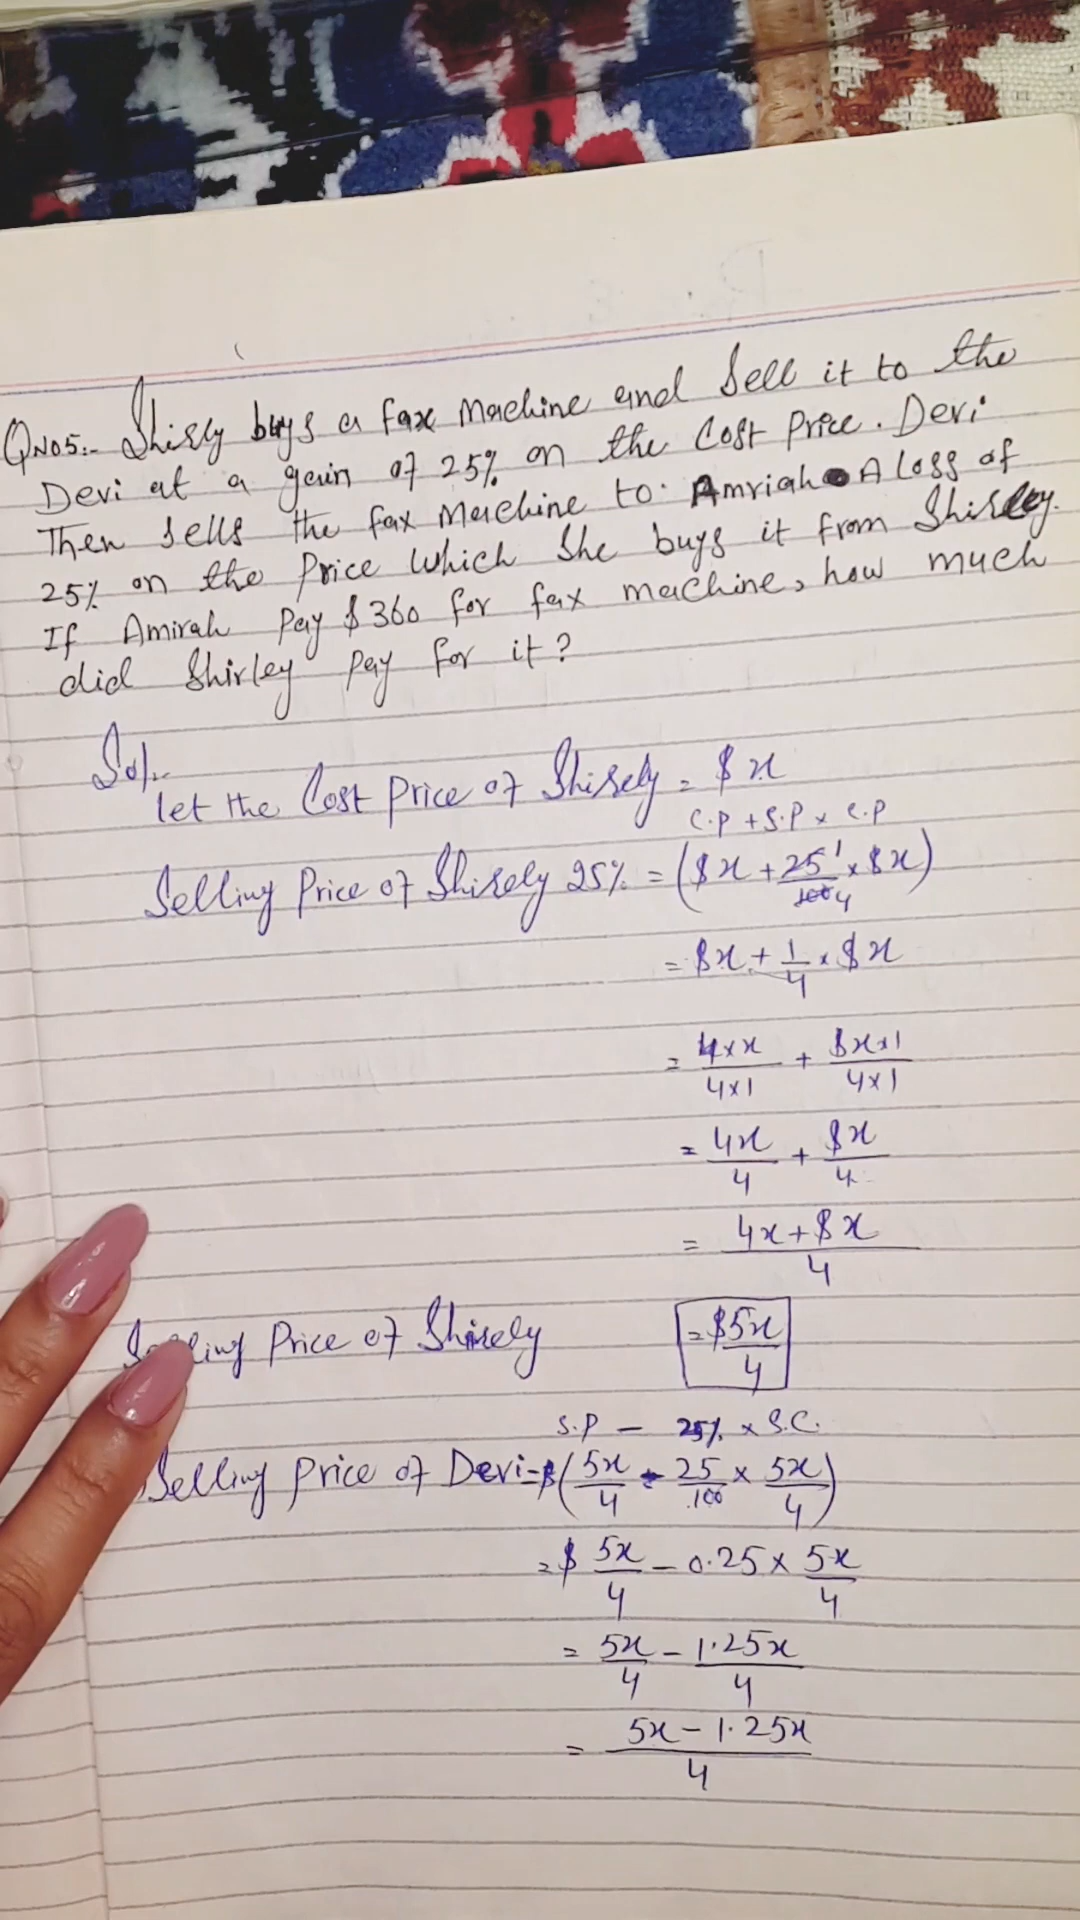 QNo5:- Shirly buys a fax Machine and Sell it to the
Devi at a gain of 25% on the Cost Price. Devi
Then sells the fax Machine to Amriah A loss of
25% on the Price Which She buys it from Shirley.
If Amirah Pay $360 for fax machine, how much
did Shirley Pay for it?
Sol:-
let the Cost Price of Shirely = $x
C.P + S.P x C.P
Selling Price of Shirely 25% = ($x + 25/100 1/4 x $x)
= $x + 1/4 x $x
= 4xx/4x1 + $xx1/4x1
= 4x/4 + $x/4
= 4x+$x/4
Selling Price of Shirely = $5x/4
S.P - 25% x S.C.
Selling Price of Devi = $(5x/4 - 25/100 x 5x/4)
= $ 5x/4 - 0.25 x 5x/4
= 5x/4 - 1.25x/4
= 5x - 1.25x/4